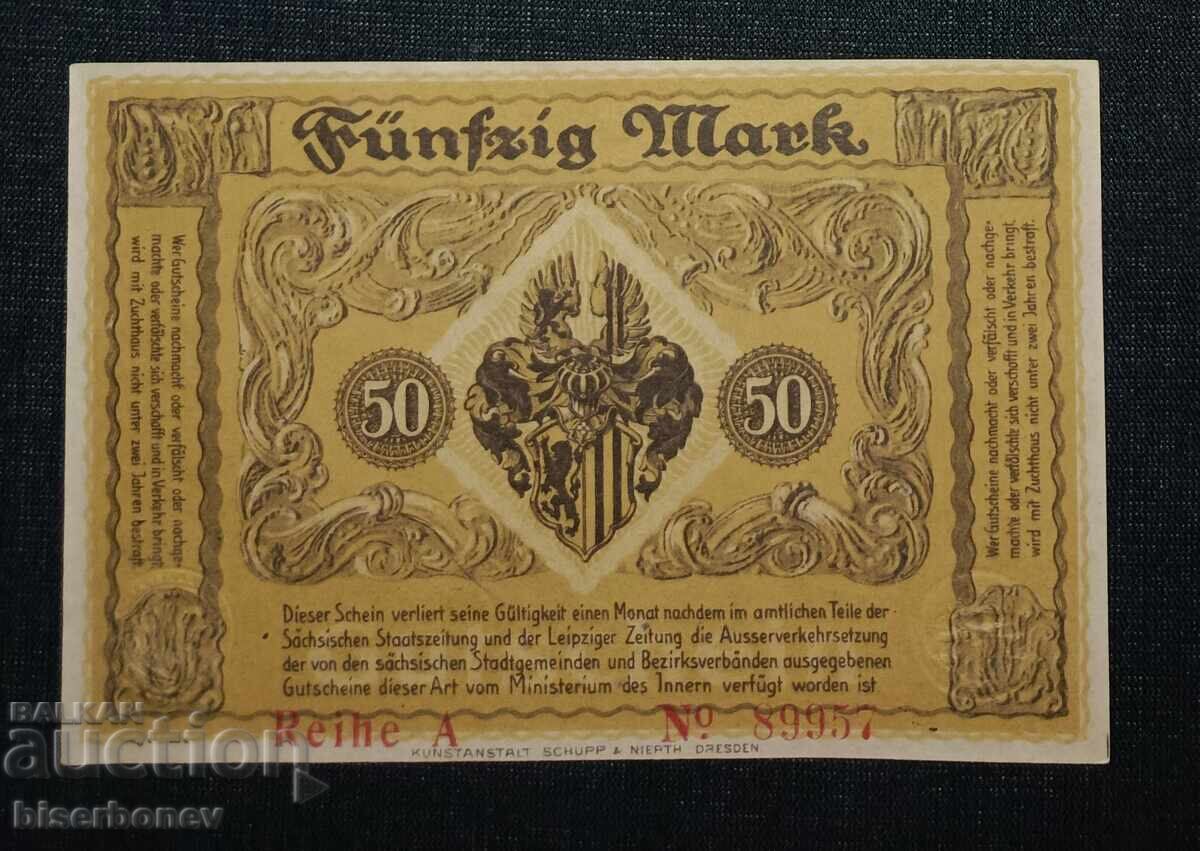 Fünfzig Mark
Wer Gutscheine nachmacht oder verfälscht oder nachge-
machte oder verfälschte sich verschafft und in Verkehr bringt
wird mit Zuchthaus nicht unter zwei Jahren bestraft
50
50
Wer Gutscheine nachmacht oder verfälscht oder nachge-
machte oder verfälschte sich verschafft und in Verkehr bringt,
wird mit Zuchthaus nicht unter zwei Jahren bestraft.
Dieser Schein verliert seine Gültigkeit einen Monat nachdem im amtlichen Teile der
Sächsischen Staatszeitung und der Leipziger Zeitung die Ausserverkehrsetzung
der von den sächsischen Stadtgemeinden und Bezirksverbänden ausgegebenen
Gutscheine dieser Art vom Ministerium des Innern verfügt worden ist
Reihe A No 89957
KUNSTANSTALT SCHUPP & NIERTH DRESDEN
BALKAN
auction
biserbonev